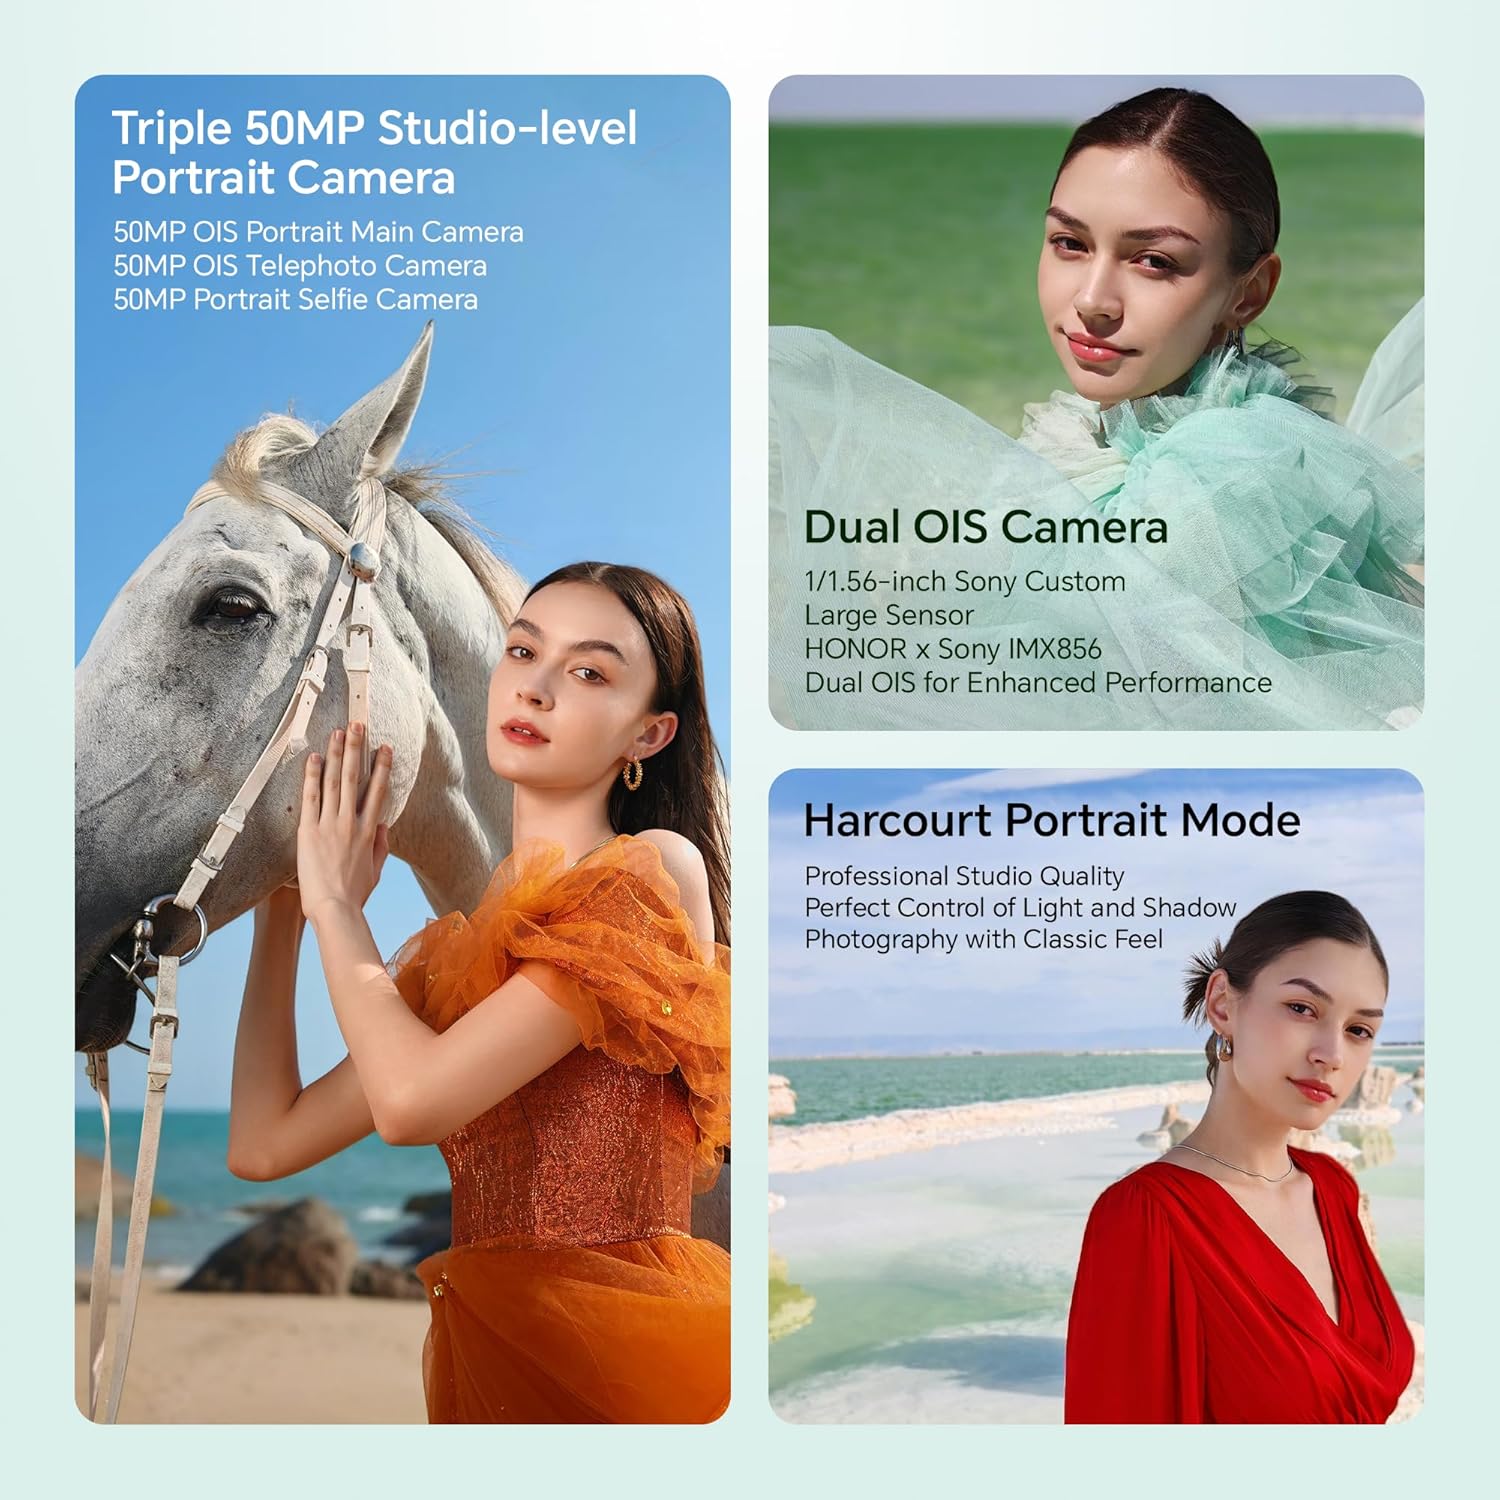 Triple 50MP Studio-level
Portrait Camera
50MP OIS Portrait Main Camera
50MP OIS Telephoto Camera
50MP Portrait Selfie Camera
Dual OIS Camera
1/1.56-inch Sony Custom
Large Sensor
HONOR x Sony IMX856
Dual OIS for Enhanced Performance
Harcourt Portrait Mode
Professional Studio Quality
Perfect Control of Light and Shadow
Photography with Classic Feel